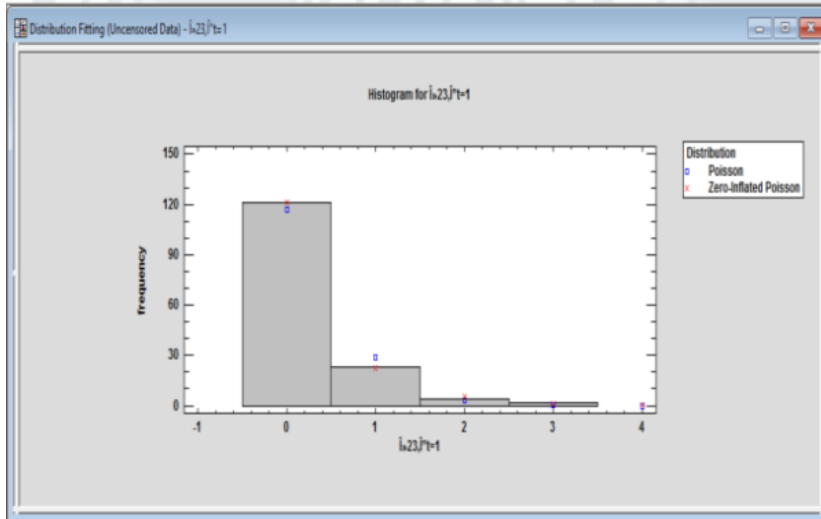 Distribution Fitting (Uncensored Data) - Î»23,Î"t=1
Histogram for Î»23,Î"t=1
Distribution
Poisson
Zero-Inflated Poisson
frequency
150
120
90
60
30
0
-1 0 1 2 3 4
Î»23,Î"t=1